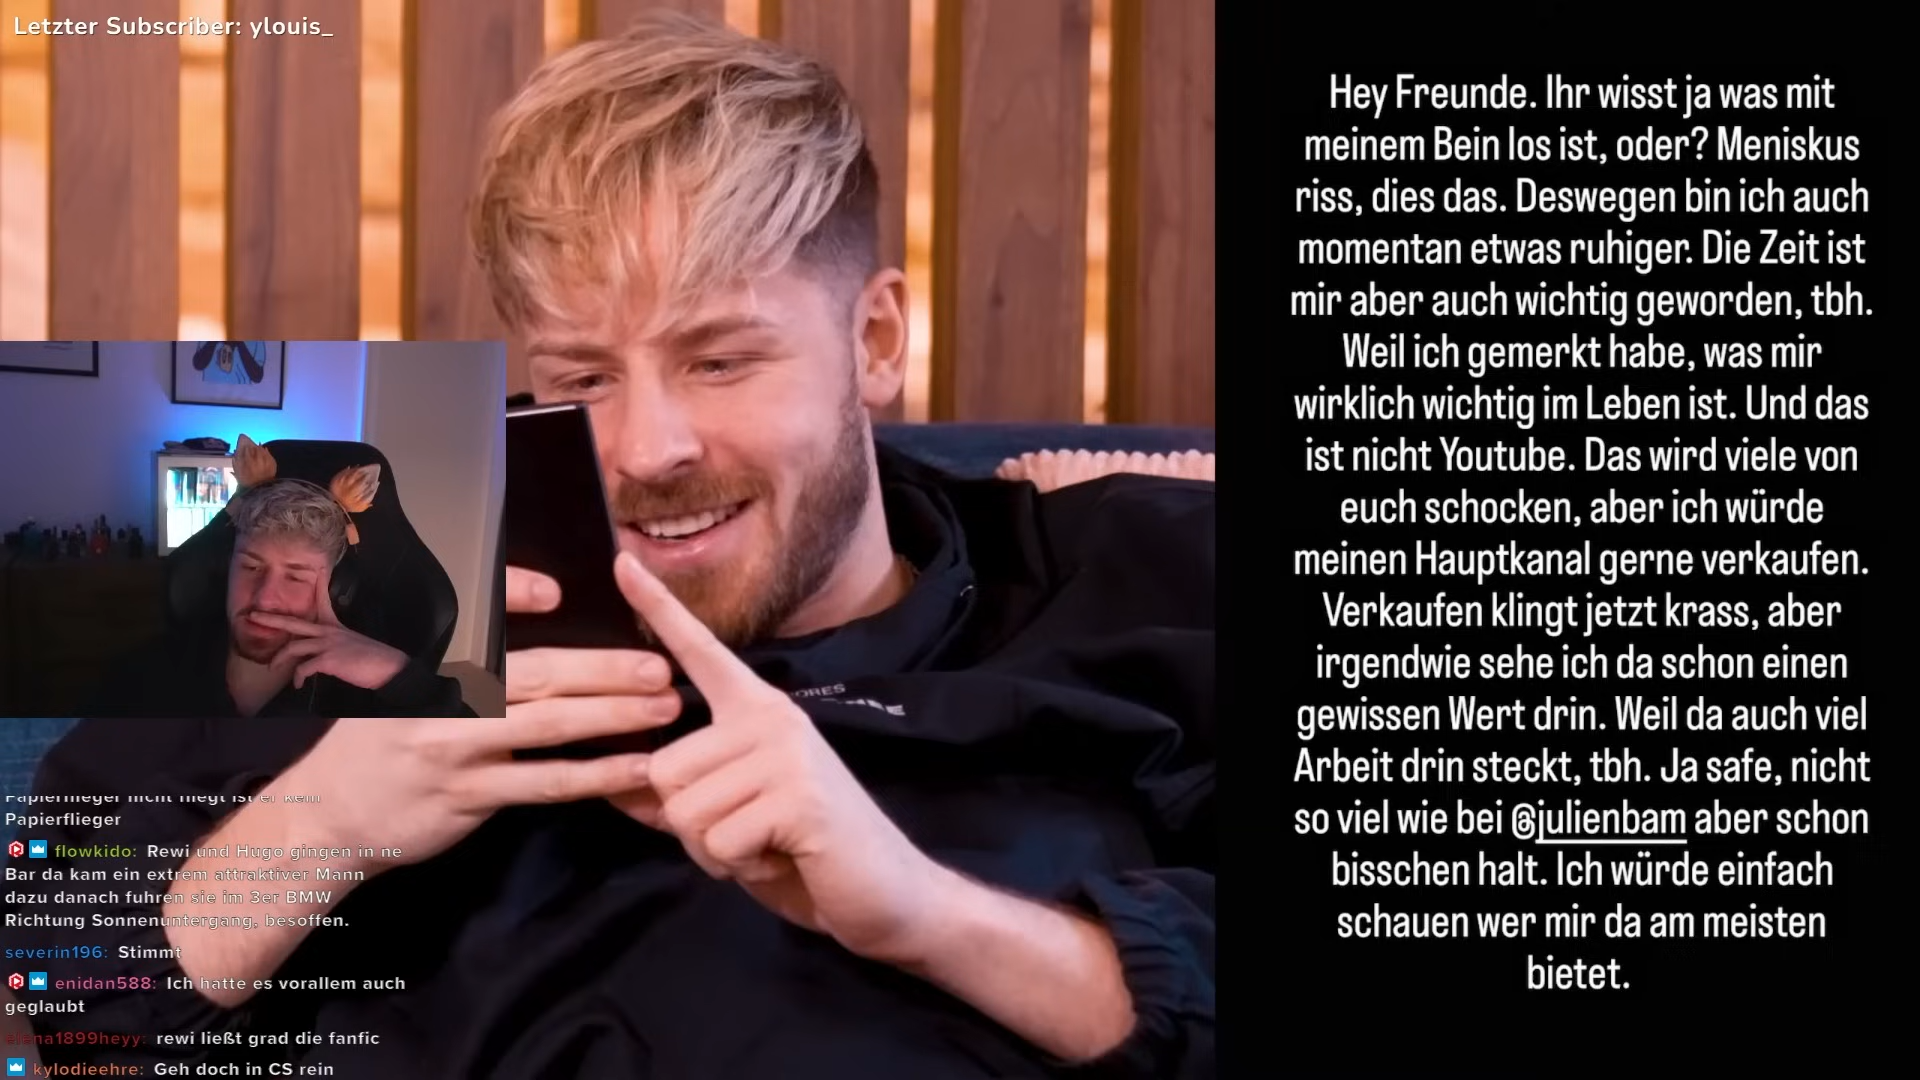 Letzter Subscriber: ylouis_
Hey Freunde. Ihr wisst ja was mit
meinem Bein los ist, oder? Meniskus
riss, dies das. Deswegen bin ich auch
momentan etwas ruhiger. Die Zeit ist
mir aber auch wichtig geworden, tbh.
Weil ich gemerkt habe, was mir
wirklich wichtig im Leben ist. Und das
ist nicht Youtube. Das wird viele von
euch schocken, aber ich würde
meinen Hauptkanal gerne verkaufen.
Verkaufen klingt jetzt krass, aber
irgendwie sehe ich da schon einen
gewissen Wert drin. Weil da auch viel
Arbeit drin steckt, tbh. Ja safe, nicht
so viel wie bei @julienbam aber schon
bisschen halt. Ich würde einfach
schauen wer mir da am meisten
bietet.
Papierflieger nicht fliegt ist er kein
Papierflieger
flowkido: Rewi und Hugo gingen in ne
Bar da kam ein extrem attraktiver Mann
dazu danach fuhren sie im 3er BMW
Richtung Sonnenuntergang, besoffen.
severin196: Stimmt
enidan588: Ich hatte es vorallem auch
geglaubt
elena1899heyy: rewi ließt grad die fanfic
kylodieehre: Geh doch in CS rein